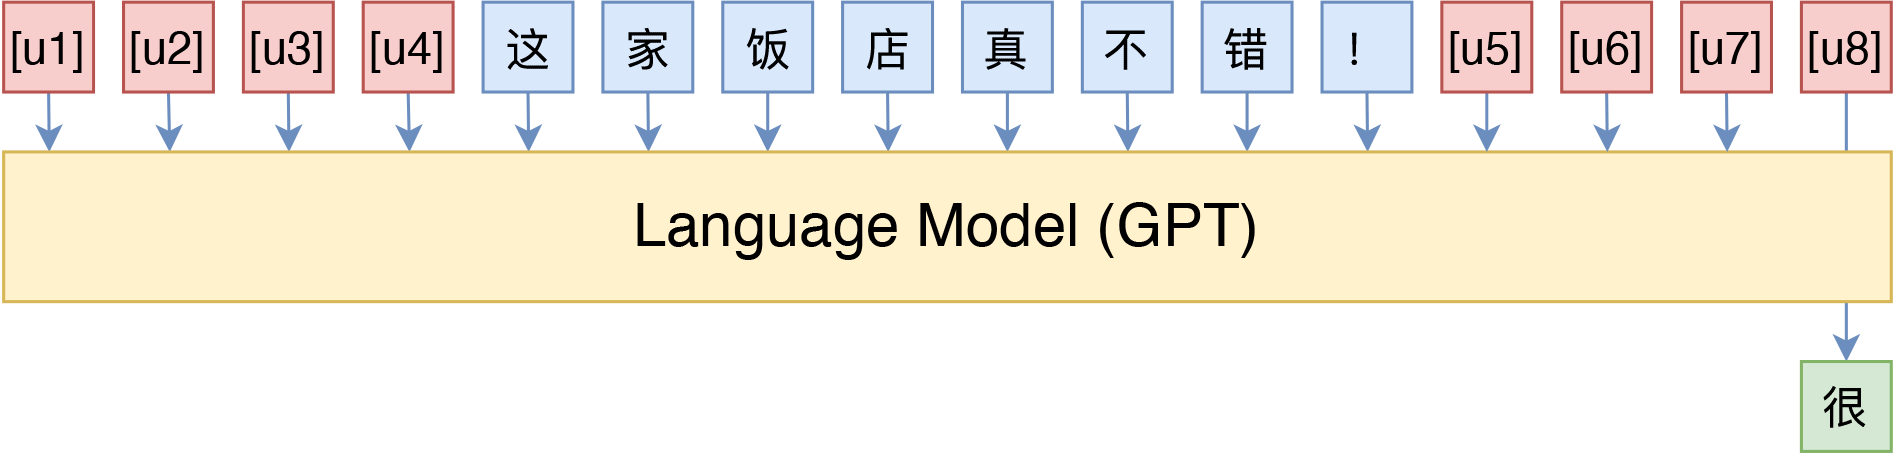 [u1] [u2] [u3] [u4] 这 家 饭 店 真 不 错 ！ [u5] [u6] [u7] [u8]
Language Model (GPT)
很